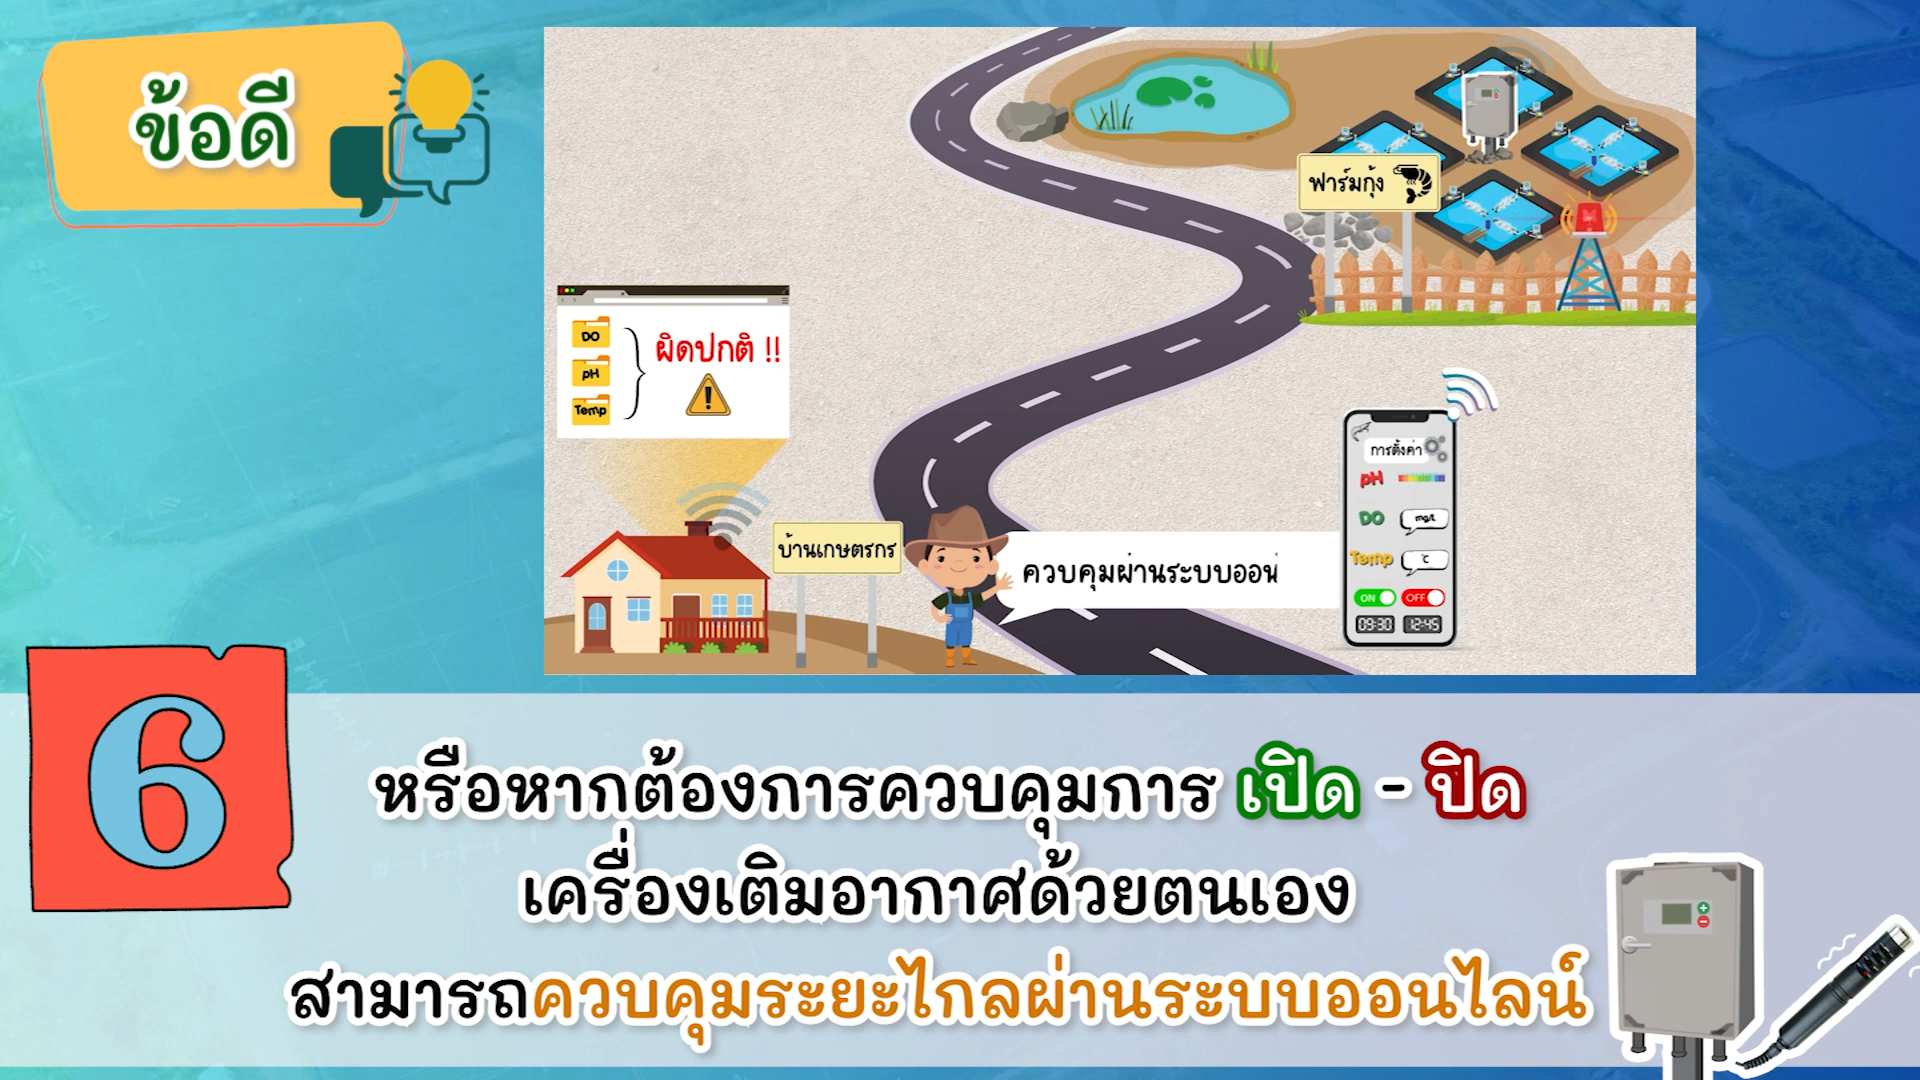 ข้อดี
ฟาร์มกุ้ง
DO
pH
Temp
ผิดปกติ !!
บ้านเกษตรกร
ควบคุมผ่านระบบออน
การตั้งค่า
pH
DO mg/L
Temp °C
ON OFF
09:30 12:45
6
หรือหากต้องการควบคุมการ เปิด - ปิด
เครื่องเติมอากาศด้วยตนเอง
สามารถควบคุมระยะไกลผ่านระบบออนไลน์